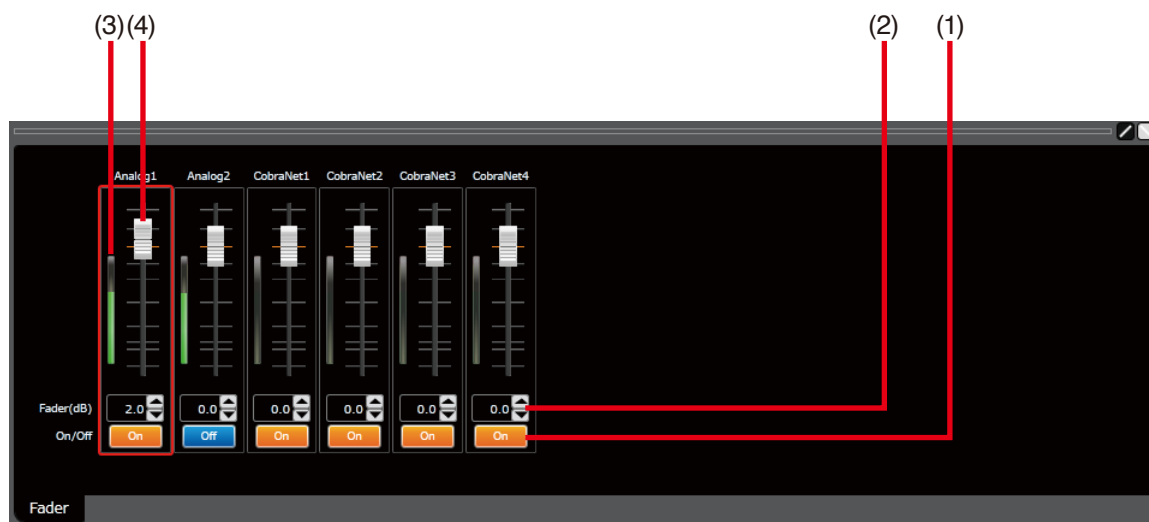 (3) (4) (2) (1)
Analog1 Analog2 CobraNet1 CobraNet2 CobraNet3 CobraNet4
Fader(dB) 2.0 0.0 0.0 0.0 0.0 0.0
On/Off On Off On On On On
Fader